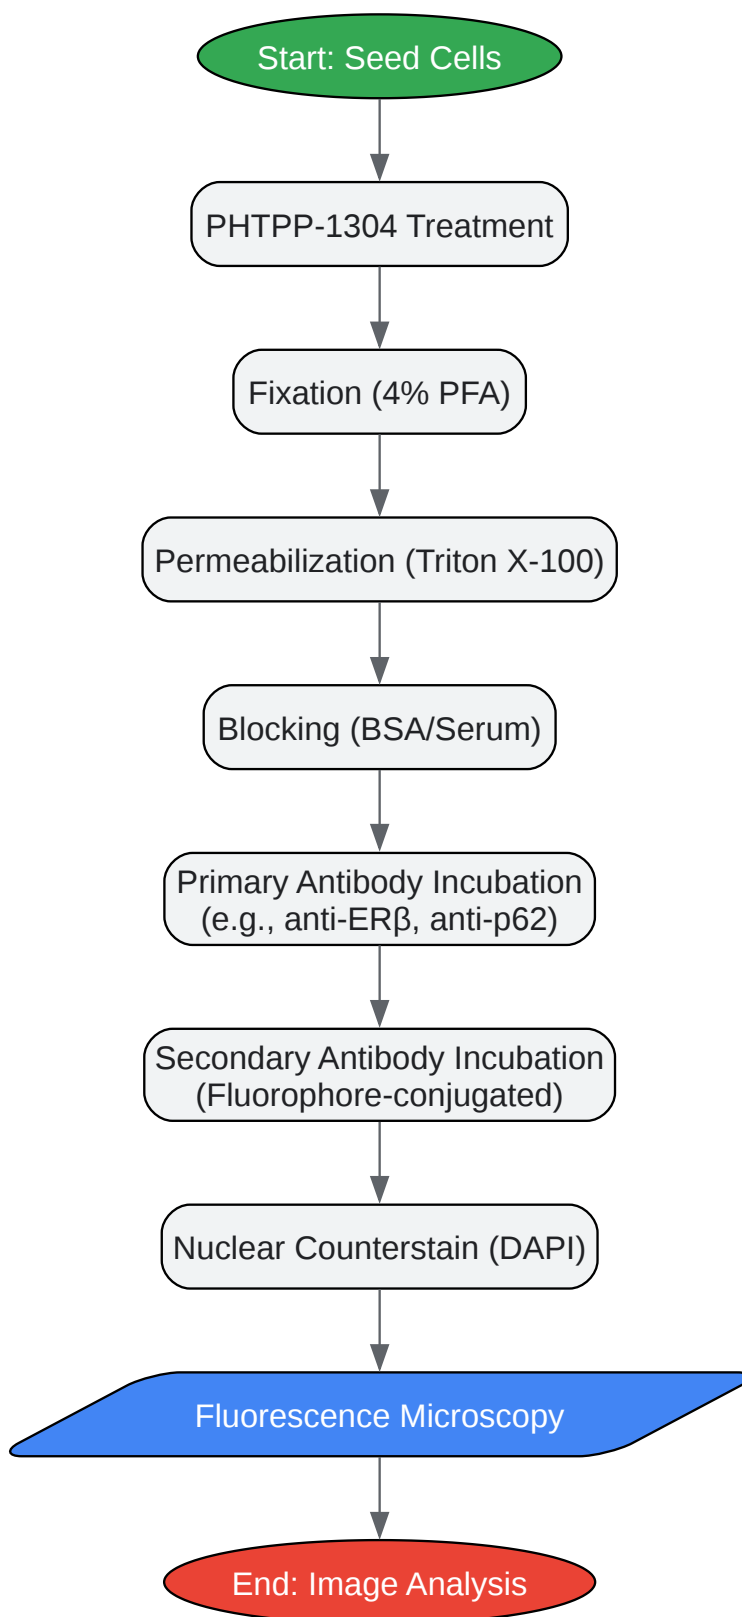 Start: Seed Cells
PHTPP-1304 Treatment
Fixation (4% PFA)
Permeabilization (Triton X-100)
Blocking (BSA/Serum)
Primary Antibody Incubation
(e.g., anti-ERβ, anti-p62)
Secondary Antibody Incubation
(Fluorophore-conjugated)
Nuclear Counterstain (DAPI)
Fluorescence Microscopy
End: Image Analysis